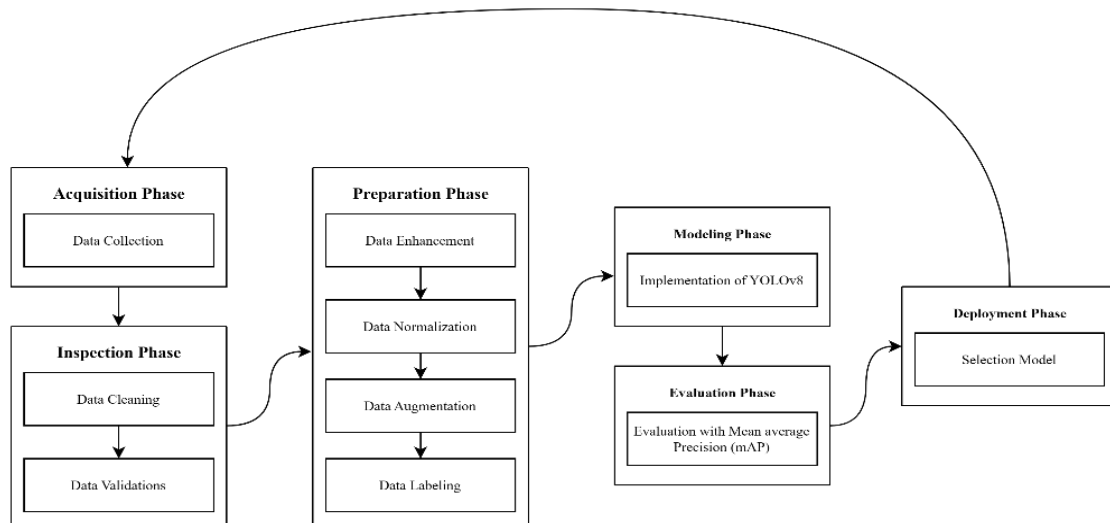 Acquisition Phase
Data Collection
Inspection Phase
Data Cleaning
Data Validations
Preparation Phase
Data Enhancement
Data Normalization
Data Augmentation
Data Labeling
Modeling Phase
Implementation of YOLOv8
Evaluation Phase
Evaluation with Mean average
Precision (mAP)
Deployment Phase
Selection Model